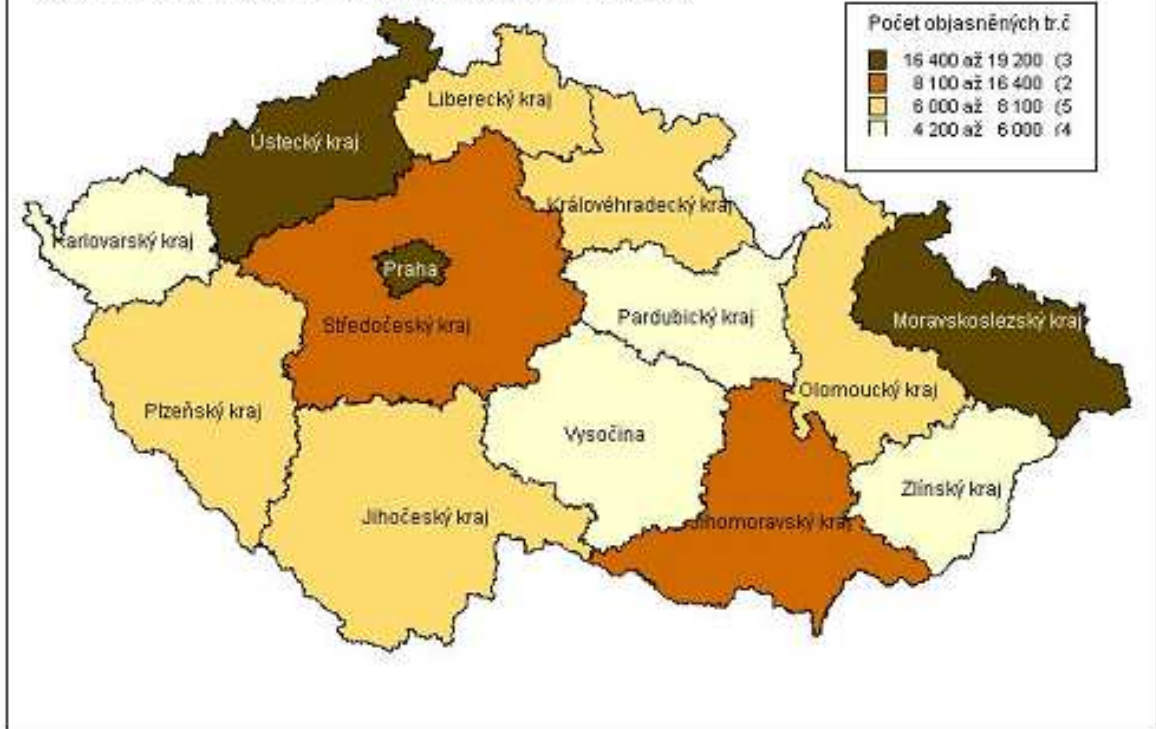 Počet objasněných tr.č
16 400 až 19 200 (3
8 100 až 16 400 (2
6 000 až 8 100 (5
4 200 až 6 000 (4
Liberecký kraj
Ústecký kraj
Královéhradecký kraj
Karlovarský kraj
Praha
Středočeský kraj
Pardubický kraj
Moravskoslezský kraj
Plzeňský kraj
Olomoucký kraj
Vysočina
Zlínský kraj
Jihočeský kraj
Jihomoravský kraj